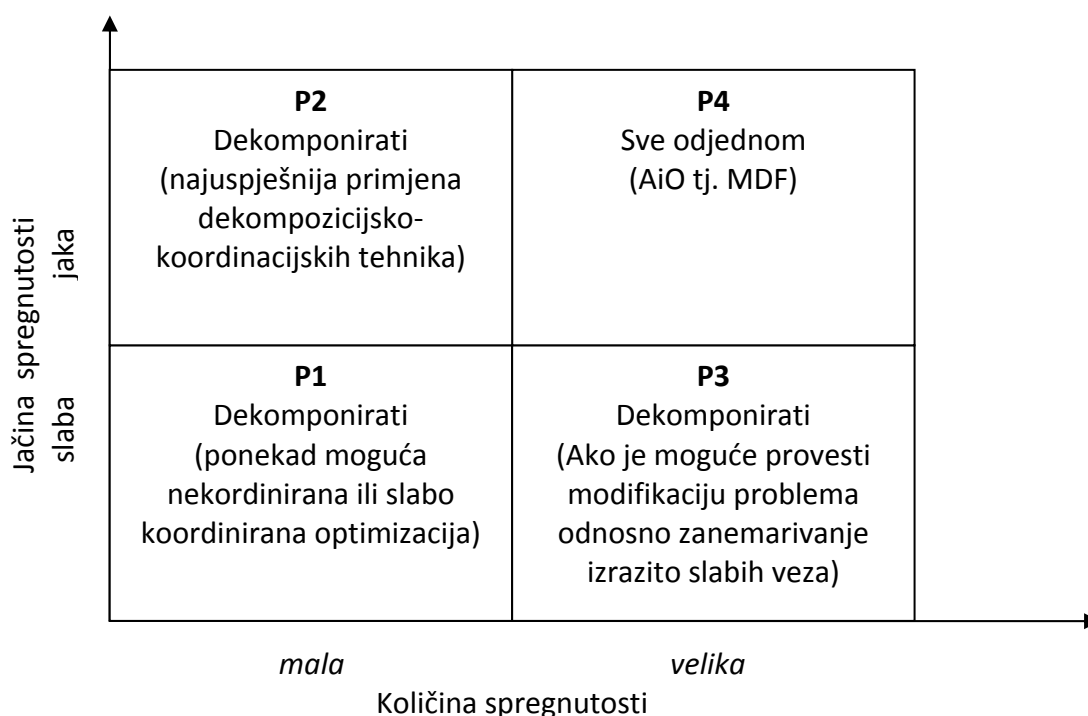 P2
Dekomponirati
(najuspješnija primjena
dekompozicijsko-
koordinacijskih tehnika)
P4
Sve odjednom
(AiO tj. MDF)
P1
Dekomponirati
(ponekad moguća
nekordinirana ili slabo
koordinirana optimizacija)
P3
Dekomponirati
(Ako je moguće provesti
modifikaciju problema
odnosno zanemarivanje
izrazito slabih veza)
Jačina spregnutosti
slaba jaka
mala velika
Količina spregnutosti